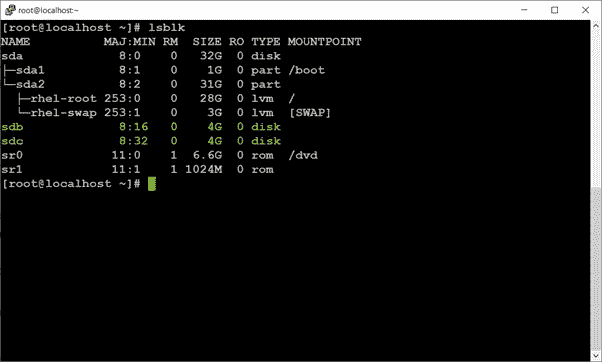 root@localhost:~
[root@localhost ~]# lsblk
NAME          MAJ:MIN RM  SIZE RO TYPE MOUNTPOINT
sda             8:0    0   32G  0 disk
├─sda1          8:1    0    1G  0 part /boot
└─sda2          8:2    0   31G  0 part
  ├─rhel-root 253:0    0   28G  0 lvm  /
  └─rhel-swap 253:1    0    3G  0 lvm  [SWAP]
sdb             8:16   0    4G  0 disk
sdc             8:32   0    4G  0 disk
sr0            11:0    1  6.6G  0 rom  /dvd
sr1            11:1    1 1024M  0 rom
[root@localhost ~]#